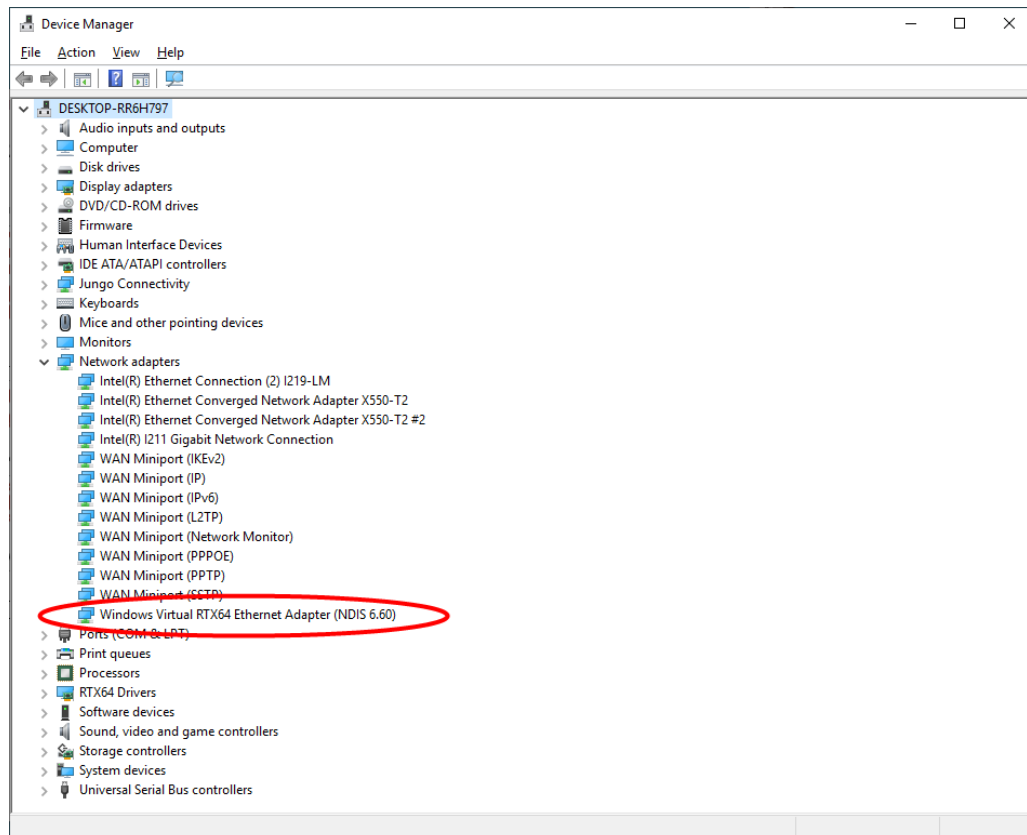 Device Manager
File Action View Help
DESKTOP-RR6H797
Audio inputs and outputs
Computer
Disk drives
Display adapters
DVD/CD-ROM drives
Firmware
Human Interface Devices
IDE ATA/ATAPI controllers
Jungo Connectivity
Keyboards
Mice and other pointing devices
Monitors
Network adapters
Intel(R) Ethernet Connection (2) I219-LM
Intel(R) Ethernet Converged Network Adapter X550-T2
Intel(R) Ethernet Converged Network Adapter X550-T2 #2
Intel(R) I211 Gigabit Network Connection
WAN Miniport (IKEv2)
WAN Miniport (IP)
WAN Miniport (IPv6)
WAN Miniport (L2TP)
WAN Miniport (Network Monitor)
WAN Miniport (PPPOE)
WAN Miniport (PPTP)
WAN Miniport (SSTP)
Windows Virtual RTX64 Ethernet Adapter (NDIS 6.60)
Ports (COM & LPT)
Print queues
Processors
RTX64 Drivers
Software devices
Sound, video and game controllers
Storage controllers
System devices
Universal Serial Bus controllers